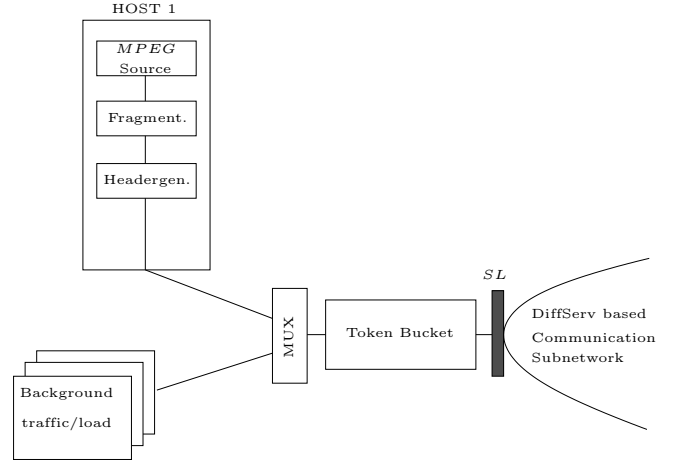 HOST 1
MPEG
Source
Fragment.
Headergen.
SL
MUX
Token Bucket
DiffServ based
Communication
Subnetwork
Background
traffic/load